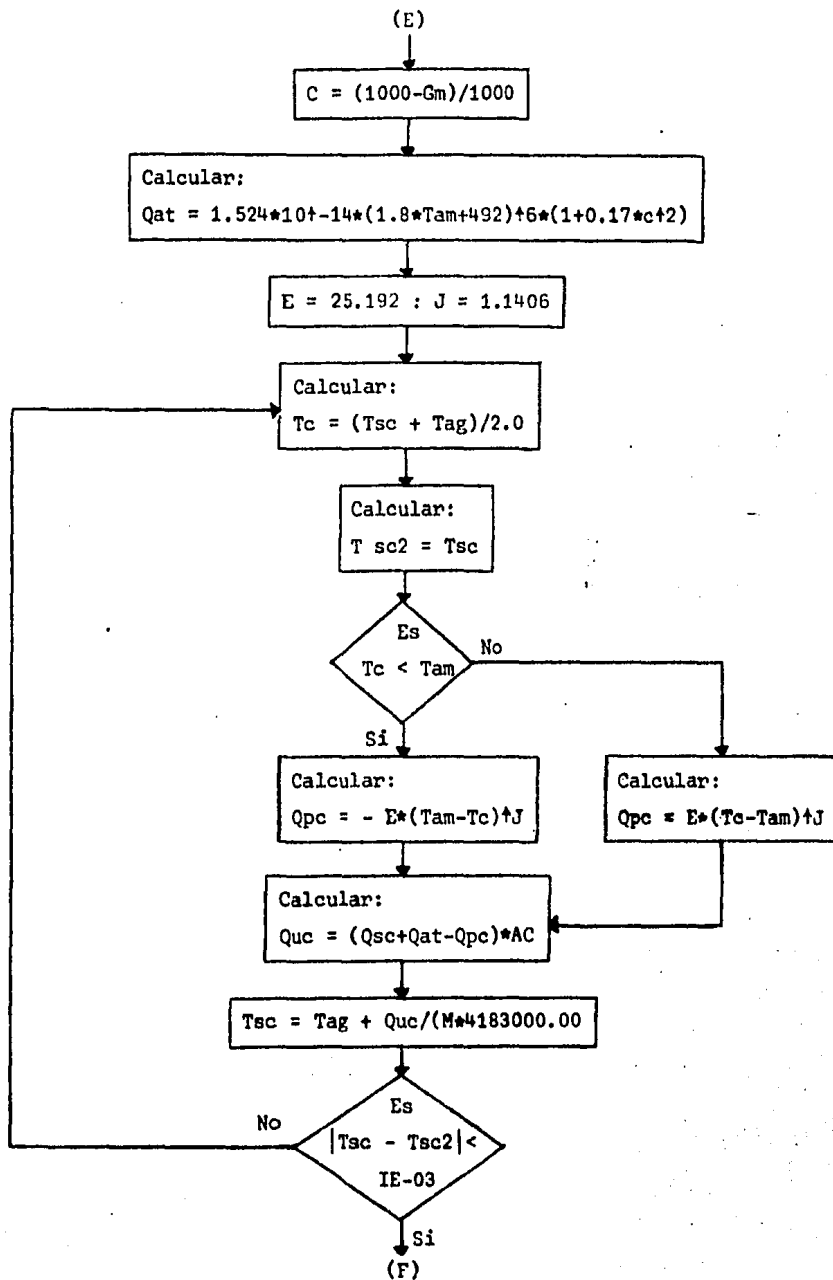 (E)
C = (1000-Gm)/1000
Calcular:
Qat = 1.524*10↑-14*(1.8*Tam+492)↑6*(1+0.17*c↑2)
E = 25.192 : J = 1.1406
Calcular:
Tc = (Tsc + Tag)/2.0
Calcular:
T sc2 = Tsc
Es
Tc < Tam
No
Si
Calcular:
Qpc = - E*(Tam-Tc)↑J
Calcular:
Qpc = E*(Tc-Tam)↑J
Calcular:
Quc = (Qsc+Qat-Qpc)*AC
Tsc = Tag + Quc/(M*4183000.00
Es
No
|Tsc - Tsc2|<
IE-03
Si
(F)